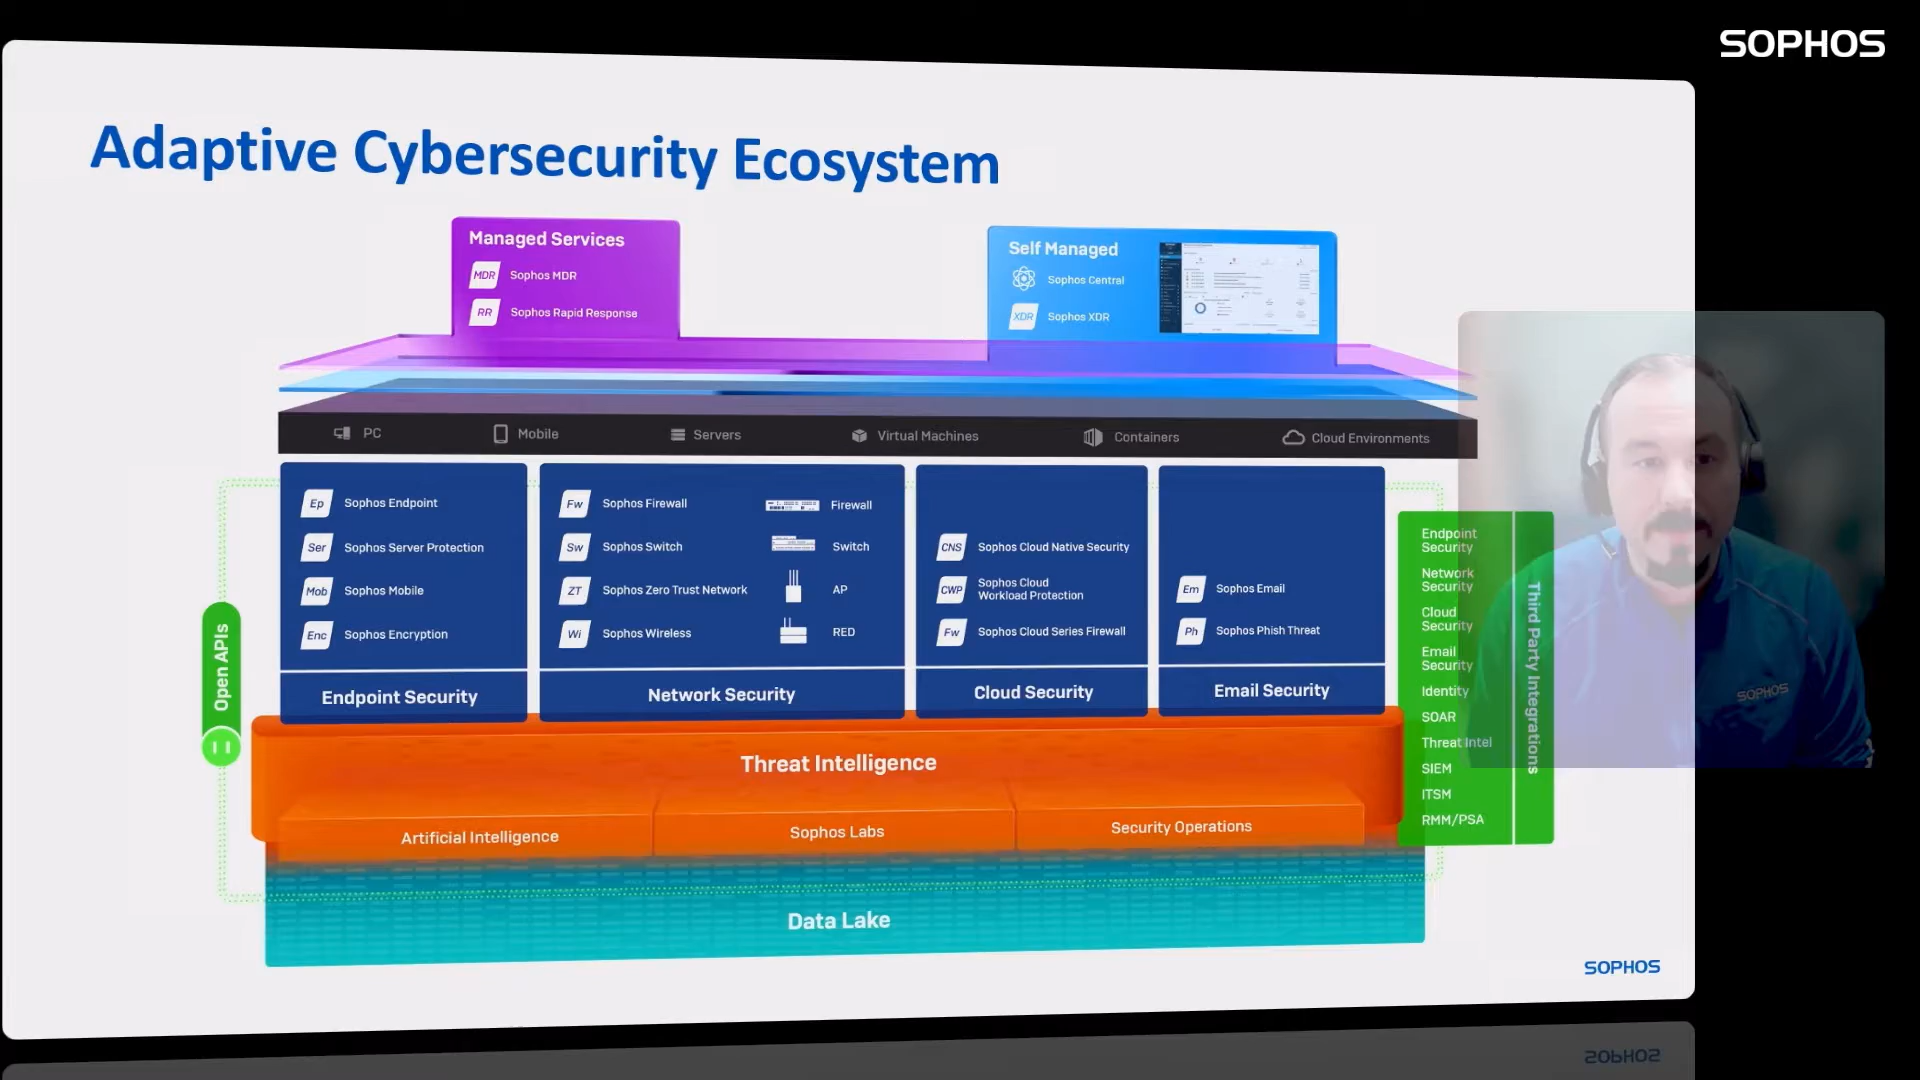 SOPHOS
Adaptive Cybersecurity Ecosystem
Managed Services
MDR Sophos MDR
RR Sophos Rapid Response
Self Managed
Sophos Central
XDR Sophos XDR
PC
Mobile
Servers
Virtual Machines
Containers
Cloud Environments
Open APIs
Ep Sophos Endpoint
Ser Sophos Server Protection
Mob Sophos Mobile
Enc Sophos Encryption
Endpoint Security
Fw Sophos Firewall
Firewall
Sw Sophos Switch
Switch
ZT Sophos Zero Trust Network
AP
Wi Sophos Wireless
RED
Network Security
CNS Sophos Cloud Native Security
CWP Sophos Cloud
Workload Protection
Fw Sophos Cloud Series Firewall
Cloud Security
Em Sophos Email
Ph Sophos Phish Threat
Email Security
Endpoint
Security
Network
Security
Cloud
Security
Email
Security
Identity
SOAR
Threat Intel
SIEM
ITSM
RMM/PSA
Third Party Integrations
SOPHOS
Threat Intelligence
Artificial Intelligence
Sophos Labs
Security Operations
Data Lake
SOPHOS